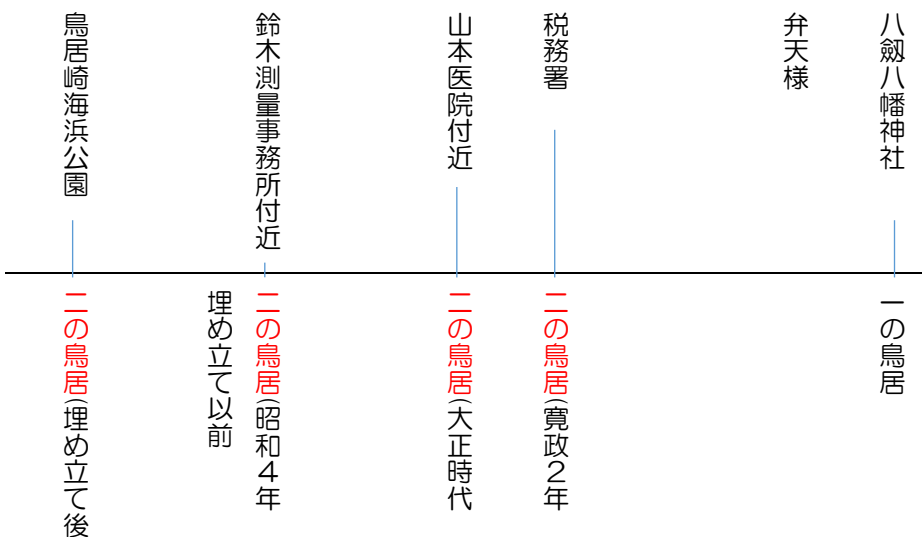 八剱八幡神社
弁天様
税務署
山本医院付近
鈴木測量事務所付近
鳥居崎海浜公園
一の鳥居
二の鳥居(寛政２年
二の鳥居(大正時代
二の鳥居(昭和４年
埋め立て以前
二の鳥居(埋め立て後